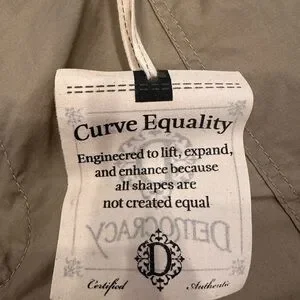 Curve Equality
Engineered to lift, expand,
and enhance because
all shapes are
not created equal
DEMOCRACY
D
Certified Authentic